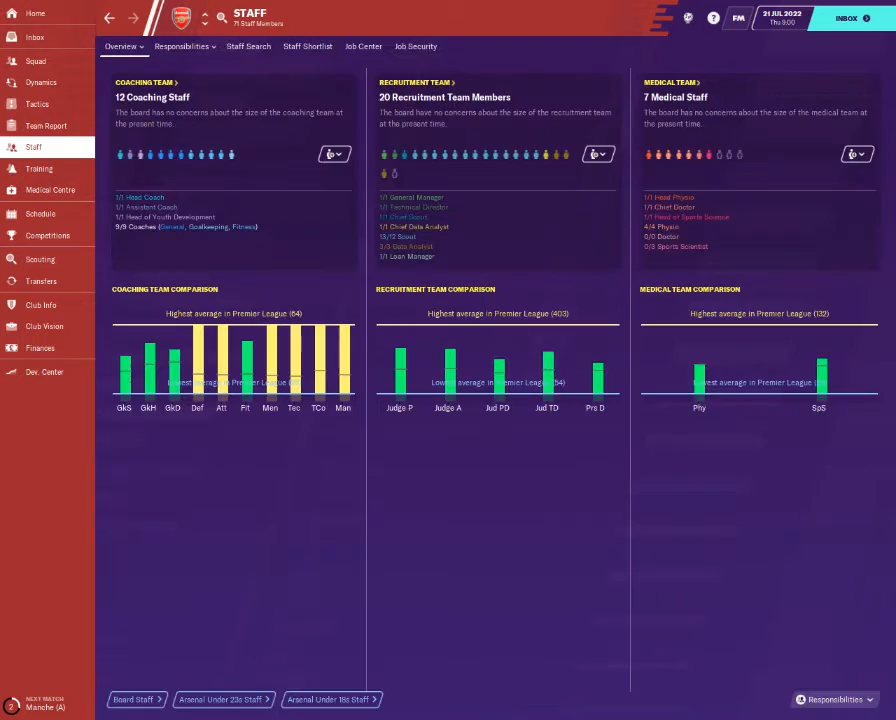 Home
Inbox
Squad
Dynamics
Tactics
Team Report
Staff
Training
Medical Centre
Schedule
Competitions
Scouting
Transfers
Club Info
Club Vision
Finances
Dev. Center
2
NEXT MATCH
Manche (A)
STAFF
71 Staff Members
?
FM
21 JUL 2022
Thu 9:00
INBOX
Overview
Responsibilities
Staff Search
Staff Shortlist
Job Center
Job Security
COACHING TEAM >
12 Coaching Staff
The board has no concerns about the size of the coaching team at
the present time.
1/1 Head Coach
1/1 Assistant Coach
1/1 Head of Youth Development
9/9 Coaches (General, Goalkeeping, Fitness)
RECRUITMENT TEAM >
20 Recruitment Team Members
The board have no concerns about the size of the recruitment team
at the present time.
1/1 General Manager
1/1 Technical Director
1/1 Chief Scout
1/1 Chief Data Analyst
13/12 Scout
3/3 Data Analyst
1/1 Loan Manager
MEDICAL TEAM >
7 Medical Staff
The board has no concerns about the size of the medical team at
the present time.
1/1 Head Physio
1/1 Chief Doctor
1/1 Head of Sports Science
4/4 Physio
0/0 Doctor
0/3 Sports Scientist
COACHING TEAM COMPARISON
Highest average in Premier League (64)
Lowest average in Premier League
GkS GkH GkD Def Att Fit Men Tec TCo Man
RECRUITMENT TEAM COMPARISON
Highest average in Premier League (403)
Lowest average in Premier League (54)
Judge P Judge A Jud PD Jud TD Prs D
MEDICAL TEAM COMPARISON
Highest average in Premier League (132)
Lowest average in Premier League
Phy SpS
Board Staff >
Arsenal Under 23s Staff >
Arsenal Under 18s Staff >
Responsibilities